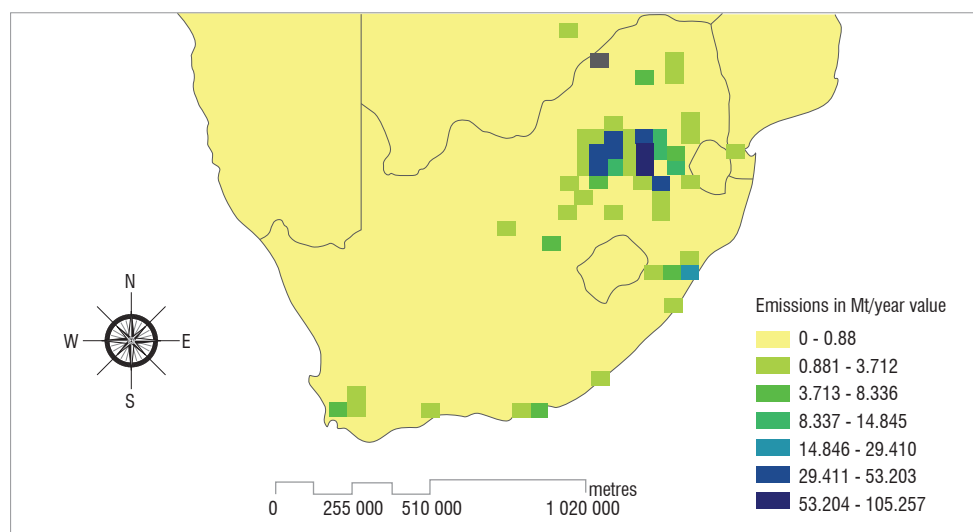 N
W E
S
Emissions in Mt/year value
0 - 0.88
0.881 - 3.712
3.713 - 8.336
8.337 - 14.845
14.846 - 29.410
29.411 - 53.203
53.204 - 105.257
metres
0 255 000 510 000 1 020 000